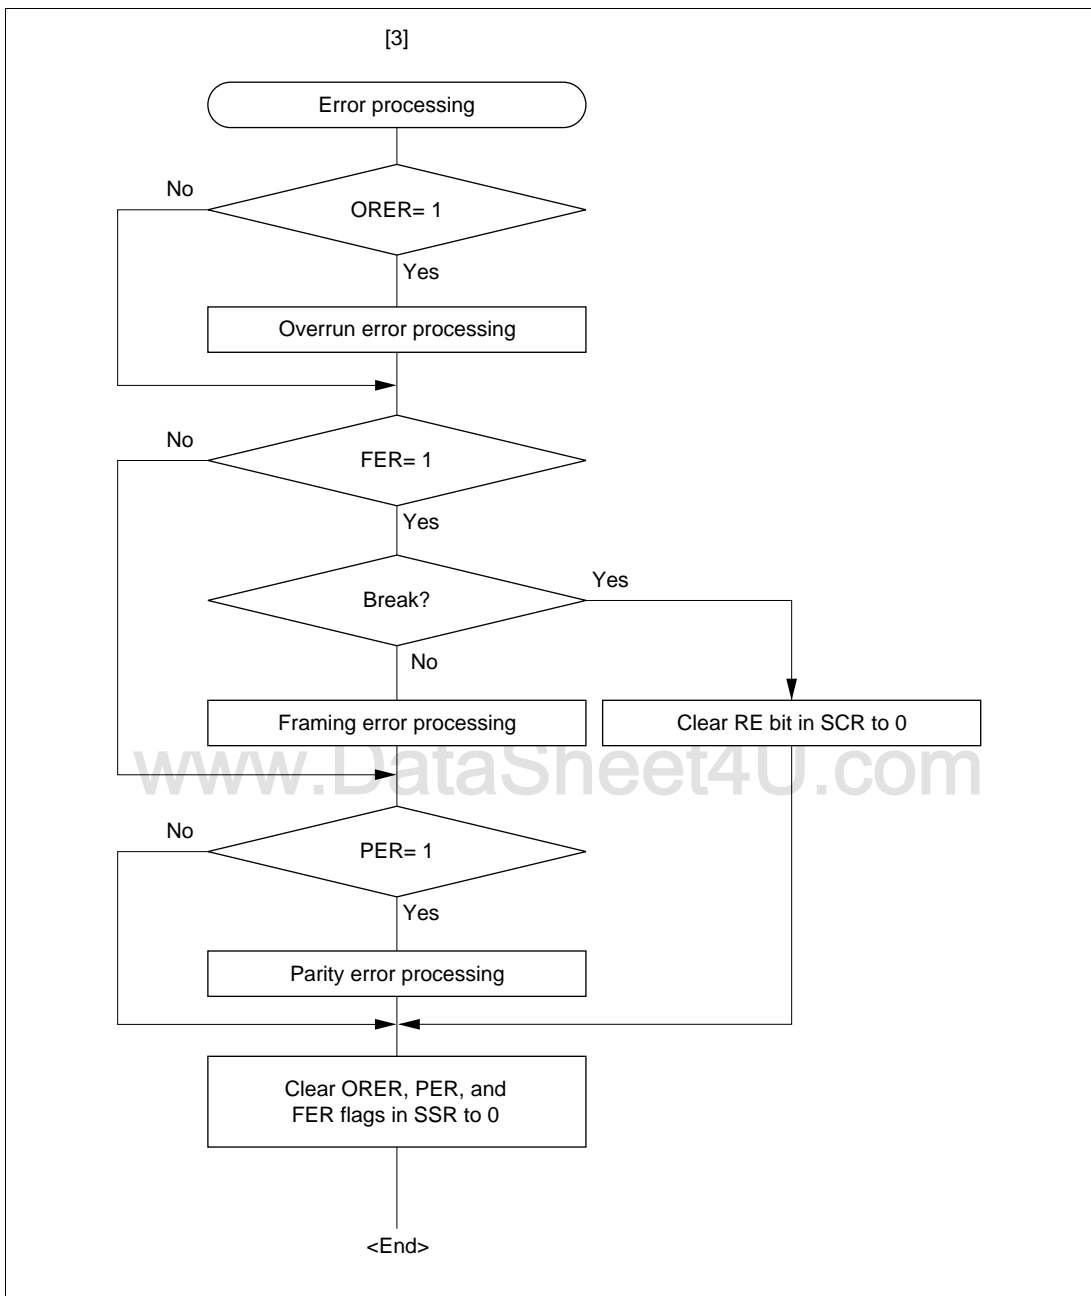 [3]
Error processing
No
ORER= 1
Yes
Overrun error processing
No
FER= 1
Yes
Yes
Break?
No
Framing error processing
Clear RE bit in SCR to 0
www.DataSheet4U.com
No
PER= 1
Yes
Parity error processing
Clear ORER, PER, and
FER flags in SSR to 0
<End>